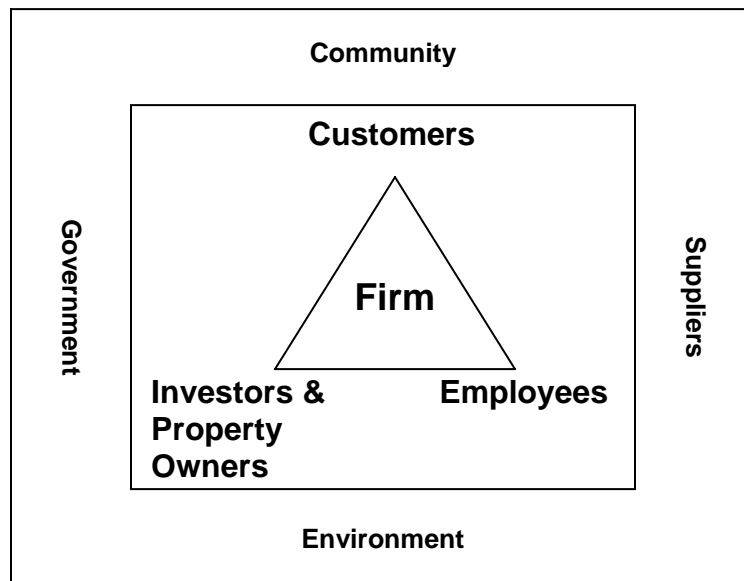 Community
Customers
Government
Firm
Suppliers
Investors &
Property
Owners
Employees
Environment